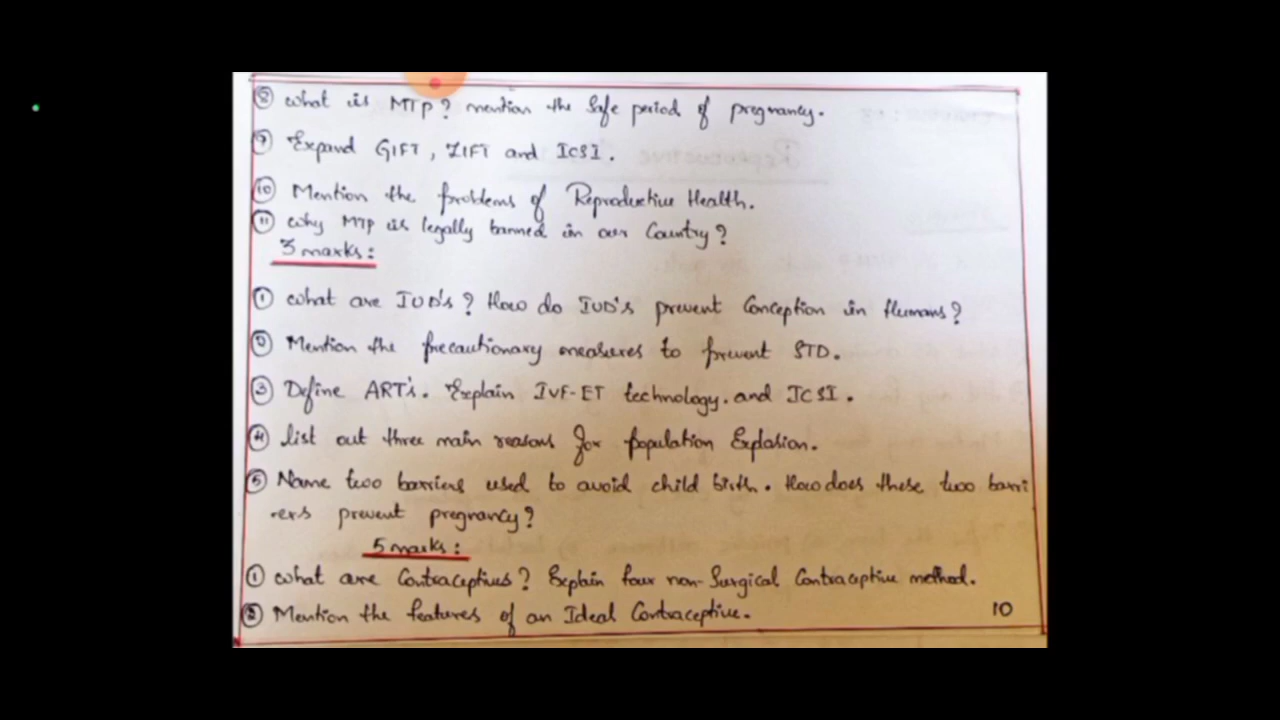 ⑧ What is MTP? mention the safe period of pregnancy.
⑨ Expand GIFT, ZIFT and ICSI.
⑩ Mention the problems of Reproductive Health.
⑪ Why MTP is legally banned in our Country?
3 marks:
① What are IUD's? How do IUD's prevent Conception in Humans?
② Mention the precautionary measures to prevent STD.
③ Define ART's. Explain IVF-ET technology. and ICSI.
④ List out three main reasons for population Explosion.
⑤ Name two barriers used to avoid child birth. How does these two barri
-ers prevent pregnancy?
5 marks:
① What are Contraceptives? Explain four non-Surgical Contraceptive method.
② Mention the features of an Ideal Contraceptive.
10